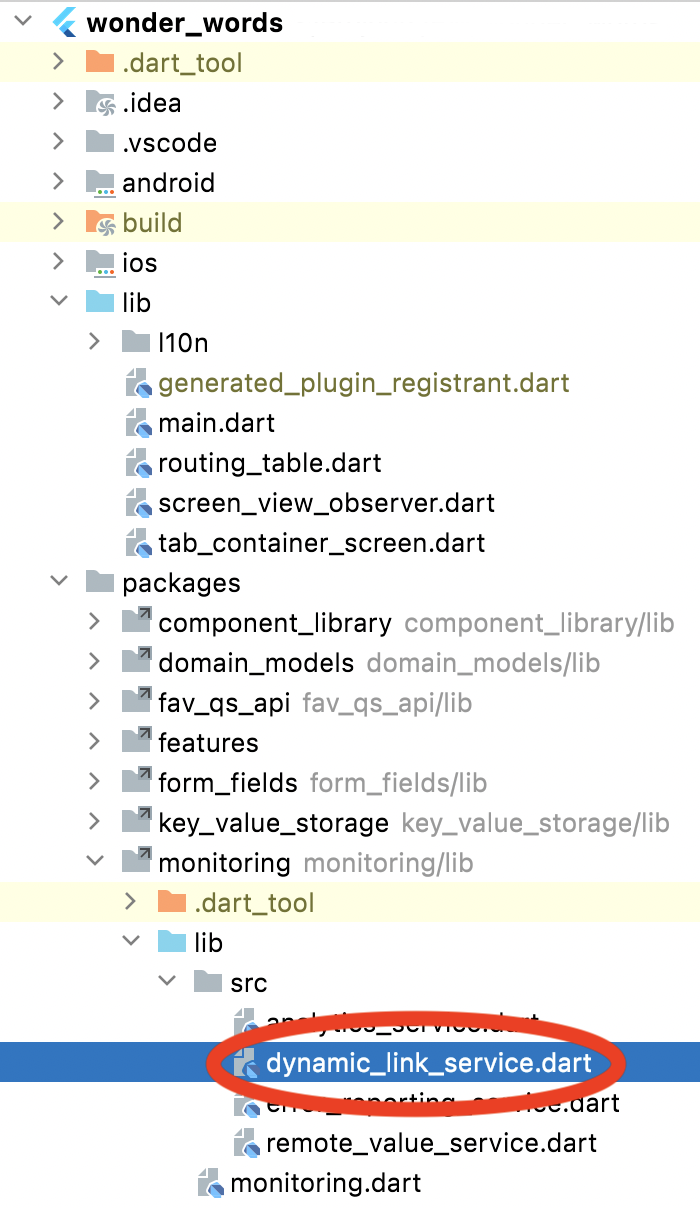 wonder_words
.dart_tool
.idea
.vscode
android
build
ios
lib
l10n
generated_plugin_registrant.dart
main.dart
routing_table.dart
screen_view_observer.dart
tab_container_screen.dart
packages
component_library component_library/lib
domain_models domain_models/lib
fav_qs_api fav_qs_api/lib
features
form_fields form_fields/lib
key_value_storage key_value_storage/lib
monitoring monitoring/lib
.dart_tool
lib
src
analytics_service.dart
dynamic_link_service.dart
error_reporting_service.dart
remote_value_service.dart
monitoring.dart